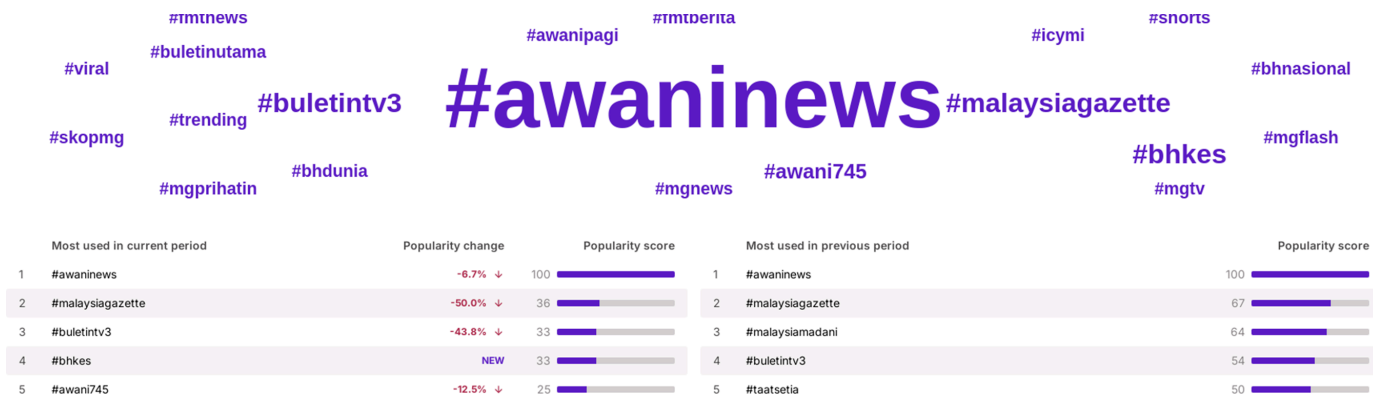 #fmtnews #fmtberita #shorts
#awanipagi #icymi
#buletinutama
#viral #bhnasional
#buletintv3 #awaninews #malaysiagazette
#trending
#skopmg #mgflash
#bhkes
#bhdunia #awani745
#mgprihatin #mgnews #mgtv
Most used in current period Popularity change Popularity score Most used in previous period Popularity score
1 #awaninews -6.7% ↓ 100 1 #awaninews 100
2 #malaysiagazette -50.0% ↓ 36 2 #malaysiagazette 67
3 #buletintv3 -43.8% ↓ 33 3 #malaysiamadani 64
4 #bhkes NEW 33 4 #buletintv3 54
5 #awani745 -12.5% ↓ 25 5 #taatsetia 50